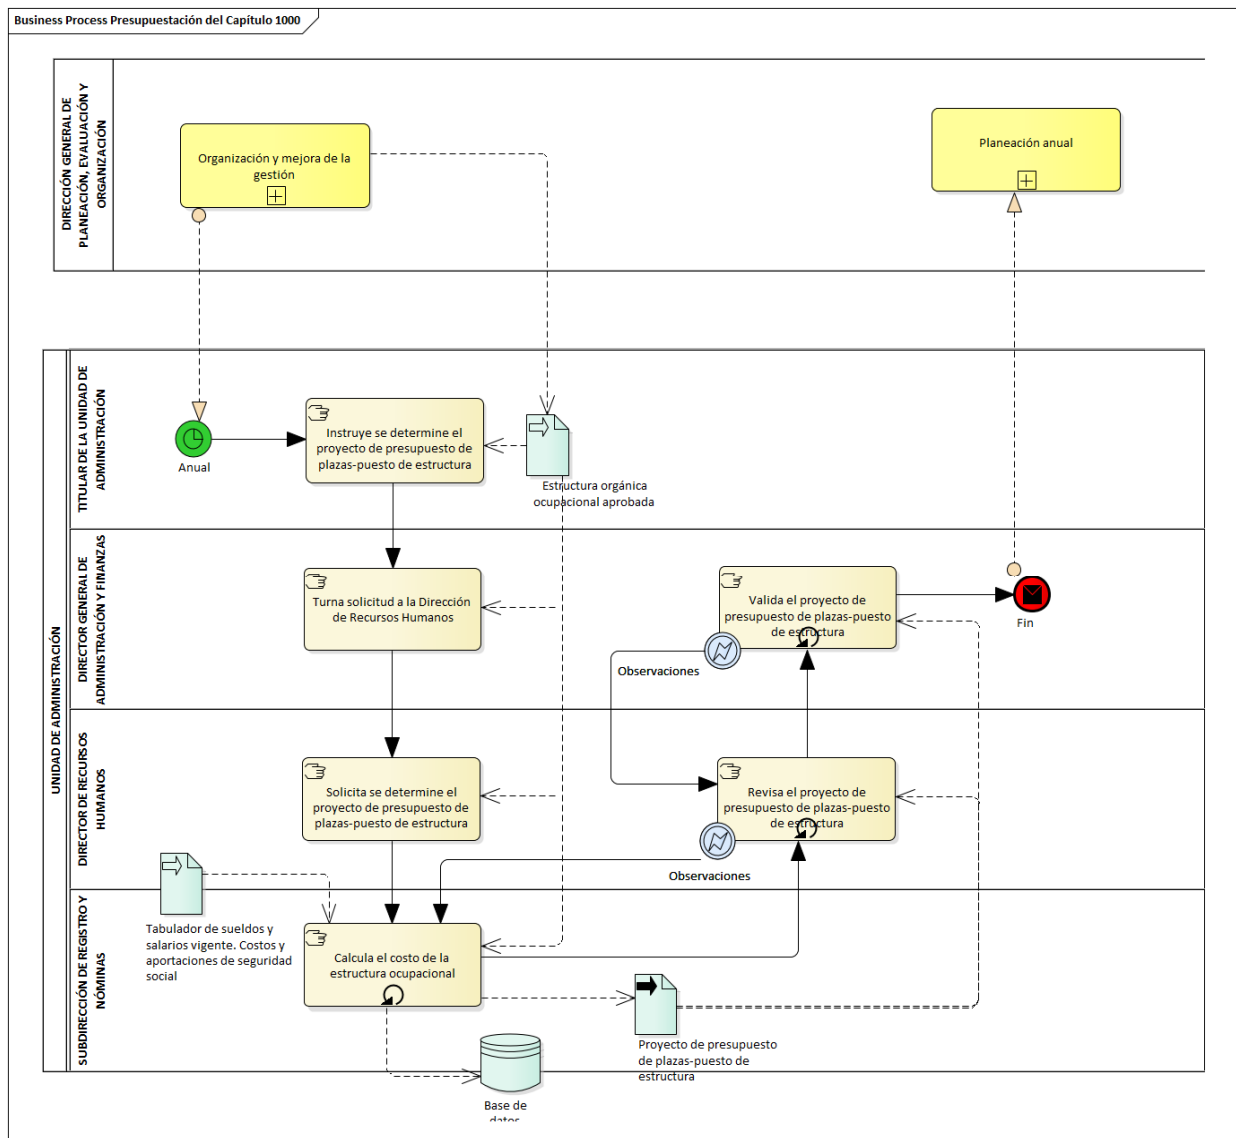 Business Process Presupuestación del Capítulo 1000
DIRECCIÓN GENERAL DE
PLANEACIÓN, EVALUACIÓN Y
ORGANIZACIÓN
Organización y mejora de la
gestión
Planeación anual
UNIDAD DE ADMINISTRACIÓN
TITULAR DE LA UNIDAD DE
ADMINISTRACIÓN
Anual
Instruye se determine el
proyecto de presupuesto de
plazas-puesto de estructura
Estructura orgánica
ocupacional aprobada
DIRECTOR GENERAL DE
ADMINISTRACIÓN Y FINANZAS
Turna solicitud a la Dirección
de Recursos Humanos
Valida el proyecto de
presupuesto de plazas-puesto
de estructura
Fin
Observaciones
DIRECTOR DE RECURSOS
HUMANOS
Solicita se determine el
proyecto de presupuesto de
plazas-puesto de estructura
Revisa el proyecto de
presupuesto de plazas-puesto
de estructura
Observaciones
SUBDIRECCIÓN DE REGISTRO Y
NÓMINAS
Tabulador de sueldos y
salarios vigente. Costos y
aportaciones de seguridad
social
Calcula el costo de la
estructura ocupacional
Proyecto de presupuesto
de plazas-puesto de
estructura
Base de
datos